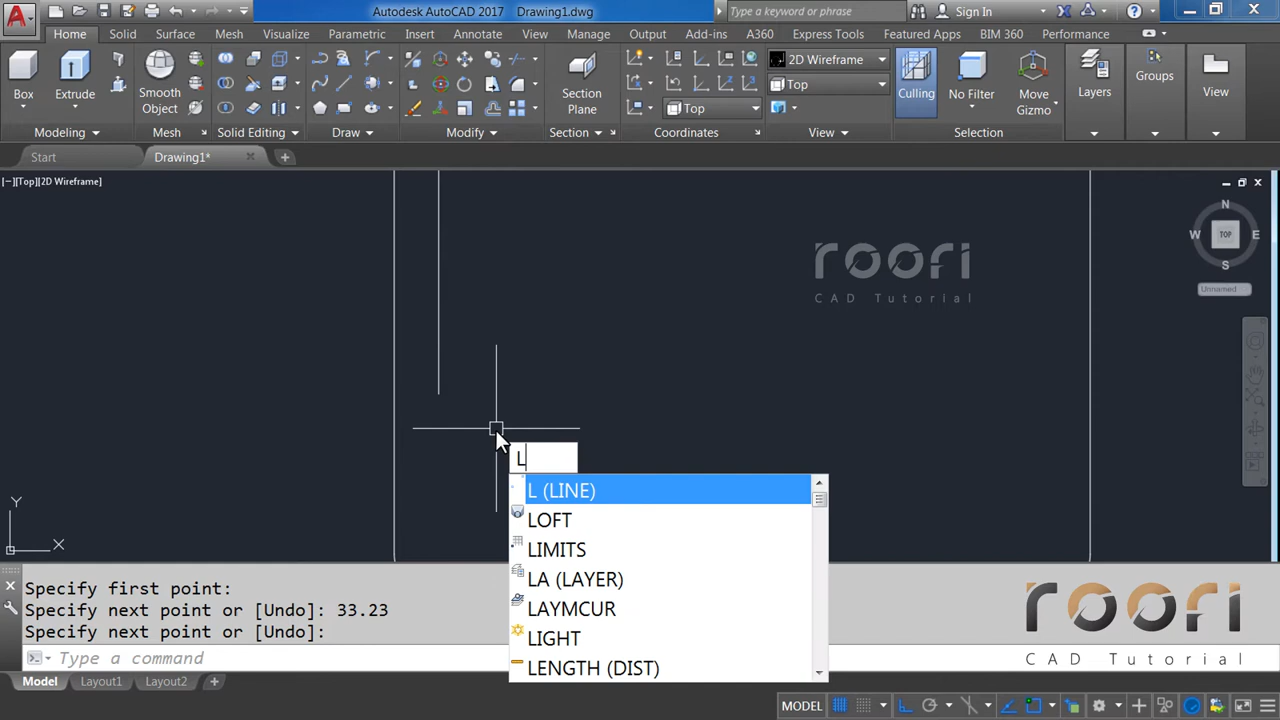 Autodesk AutoCAD 2017 Drawing1.dwg
Type a keyword or phrase
Sign In
Home Solid Surface Mesh Visualize Parametric Insert Annotate View Manage Output Add-ins A360 Express Tools Featured Apps BIM 360 Performance
Box
Extrude
Smooth
Object
Section
Plane
2D Wireframe
Top
Top
Culling
No Filter
Move
Gizmo
Layers
Groups
View
Modeling Mesh Solid Editing Draw Modify Section Coordinates View Selection
Start Drawing1*
[−][Top][2D Wireframe]
N
W TOP E
S
Unnamed
roofi
CAD Tutorial
L
L (LINE)
LOFT
LIMITS
LA (LAYER)
LAYMCUR
LIGHT
LENGTH (DIST)
Y
X
Specify first point:
Specify next point or [Undo]: 33.23
Specify next point or [Undo]:
Type a command
roofi
CAD Tutorial
Model Layout1 Layout2
MODEL